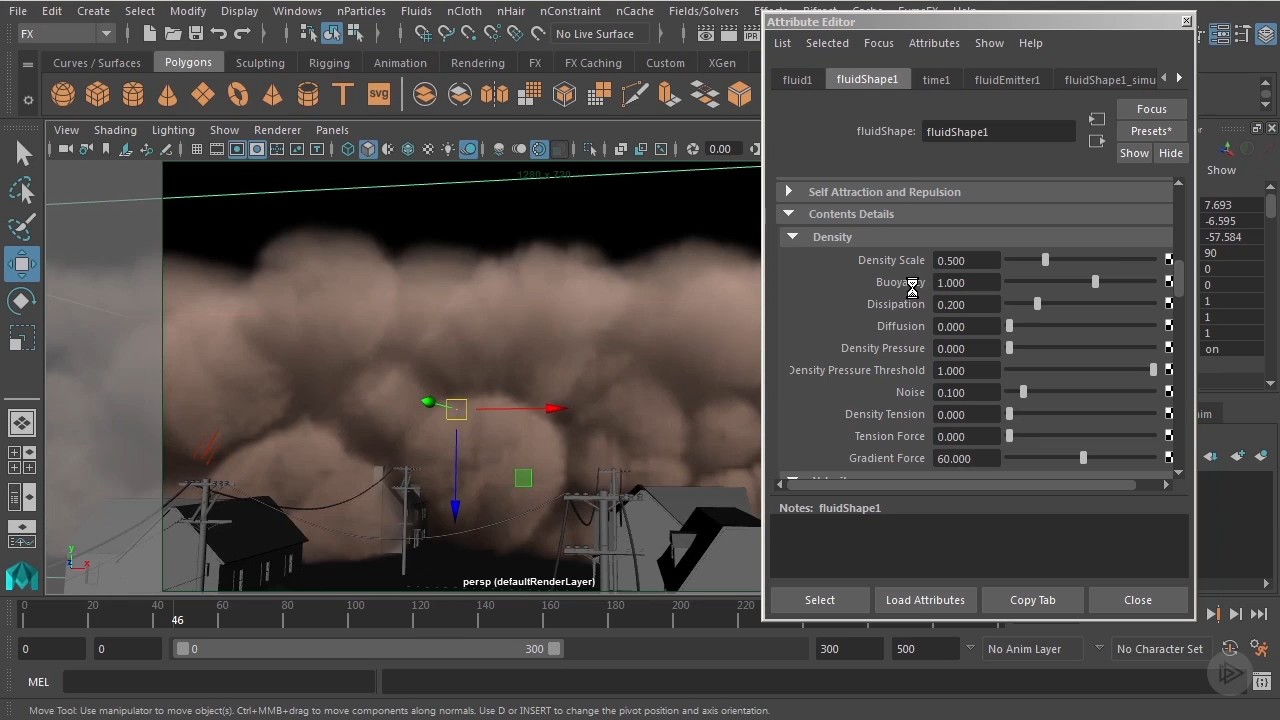 File Edit Create Select Modify Display Windows nParticles Fluids nCloth nHair nConstraint nCache Fields/Solvers
FX
No Live Surface
IPR
Curves / Surfaces Polygons Sculpting Rigging Animation Rendering FX FX Caching Custom XGen
svg
View Shading Lighting Show Renderer Panels
0.00
1280 x 720
Attribute Editor
List Selected Focus Attributes Show Help
fluid1 fluidShape1 time1 fluidEmitter1 fluidShape1_simu
Focus
fluidShape: fluidShape1
Presets*
Show Hide
Self Attraction and Repulsion
Contents Details
Density
Density Scale 0.500
Buoyancy 1.000
Dissipation 0.200
Diffusion 0.000
Density Pressure 0.000
Density Pressure Threshold 1.000
Noise 0.100
Density Tension 0.000
Tension Force 0.000
Gradient Force 60.000
Notes: fluidShape1
Select Load Attributes Copy Tab Close
Show
7.693
-6.595
-57.584
90
0
0
1
1
1
on
y
z
x
persp (defaultRenderLayer)
0 20 40 60 80 100 120 140 160 180 200 220
46
0 0 0 300 300 500 No Anim Layer No Character Set
MEL
Move Tool: Use manipulator to move object(s). Ctrl+MMB+drag to move components along normals. Use D or INSERT to change the pivot position and axis orientation.